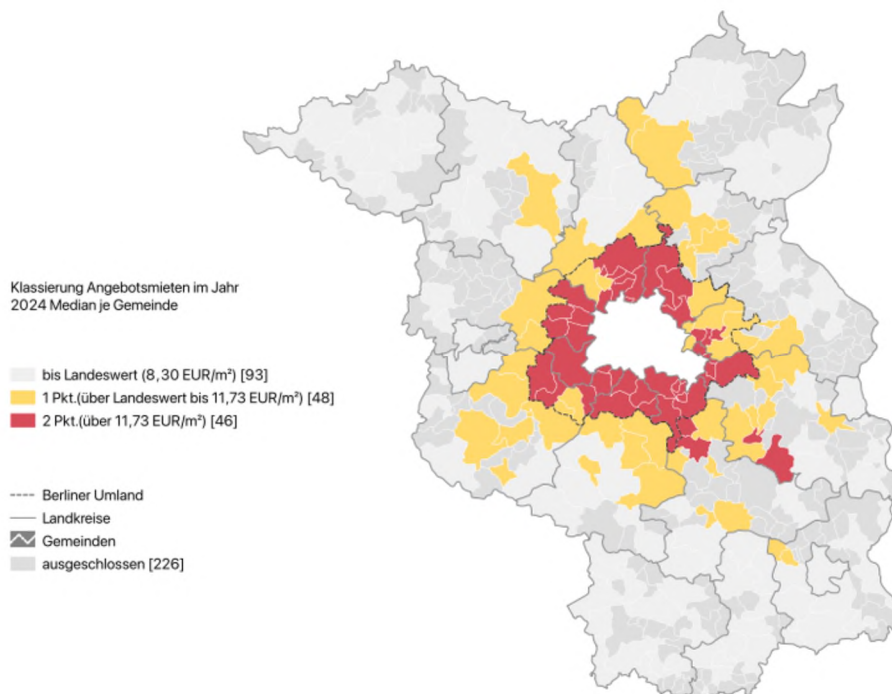 Klassierung Angebotsmieten im Jahr
2024 Median je Gemeinde
bis Landeswert (8,30 EUR/m²) [93]
1 Pkt.(über Landeswert bis 11,73 EUR/m²) [48]
2 Pkt.(über 11,73 EUR/m²) [46]
Berliner Umland
Landkreise
Gemeinden
ausgeschlossen [226]